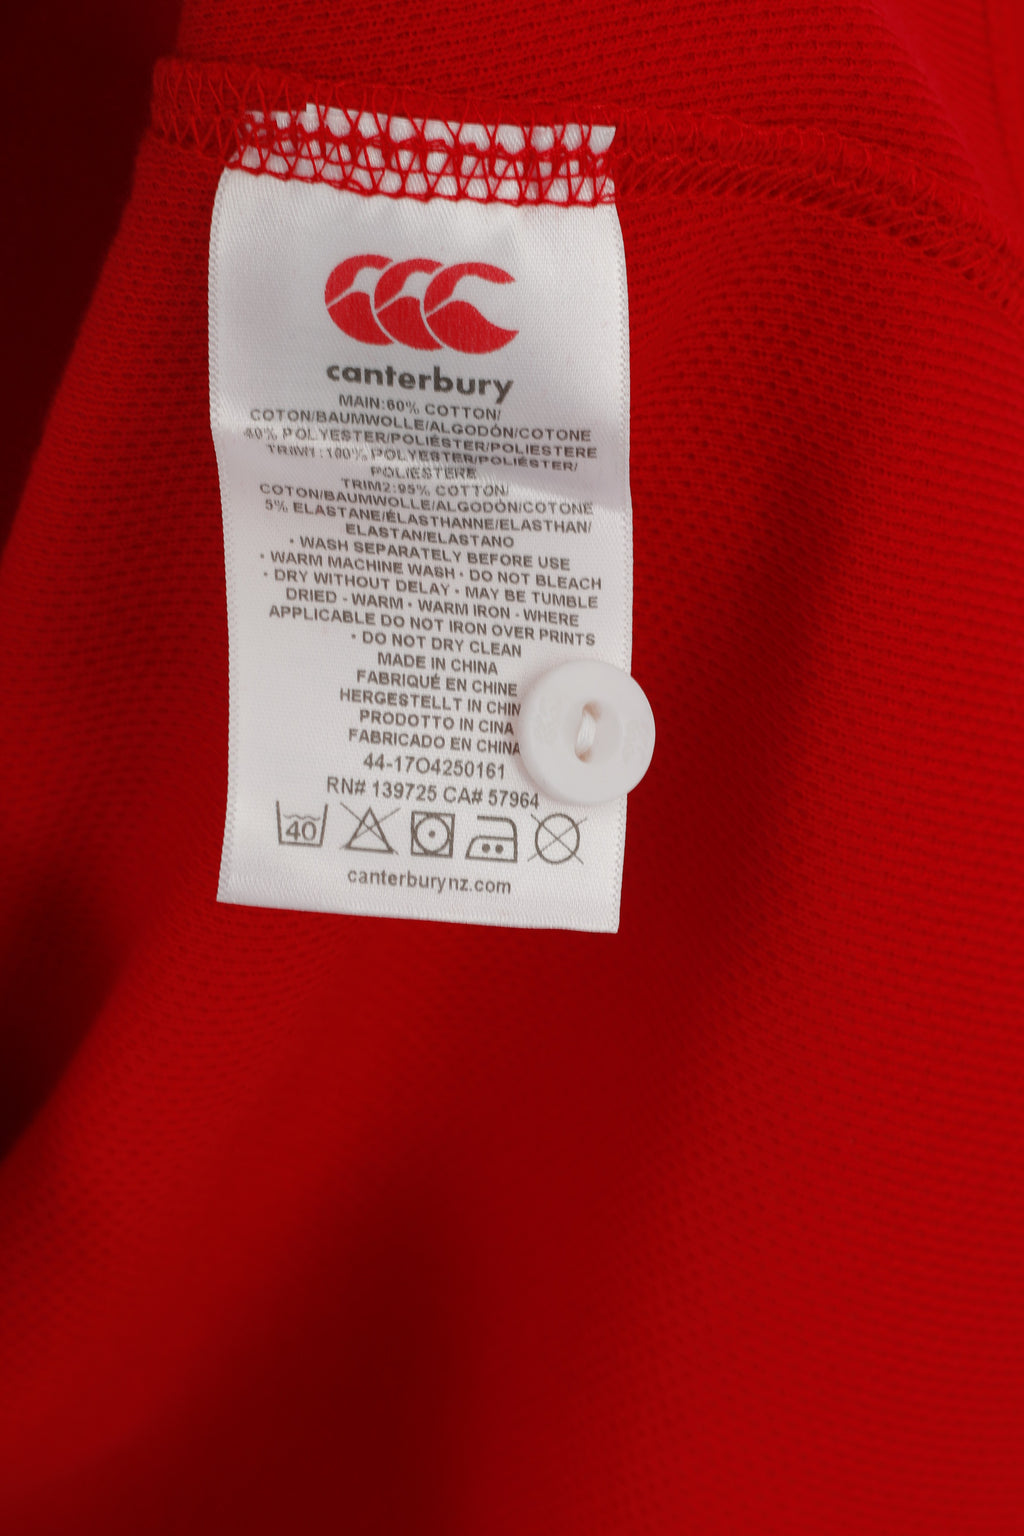 canterbury
MAIN:60% COTTON/
COTON/BAUMWOLLE/ALGODÓN/COTONE
40% POLYESTER/POLIÉSTER/POLIESTERE
TRIM1:100% POLYESTER/POLIÉSTER/
POLIESTERE
TRIM2:95% COTTON/
COTON/BAUMWOLLE/ALGODÓN/COTONE
5% ELASTANE/ÉLASTHANNE/ELASTHAN/
ELASTAN/ELASTANO
• WASH SEPARATELY BEFORE USE
• WARM MACHINE WASH • DO NOT BLEACH
• DRY WITHOUT DELAY • MAY BE TUMBLE
DRIED - WARM • WARM IRON - WHERE
APPLICABLE DO NOT IRON OVER PRINTS
• DO NOT DRY CLEAN
MADE IN CHINA
FABRIQUÉ EN CHINE
HERGESTELLT IN CHIN
PRODOTTO IN CINA
FABRICADO EN CHINA
44-17O4250161
RN# 139725 CA# 57964
40
canterburynz.com